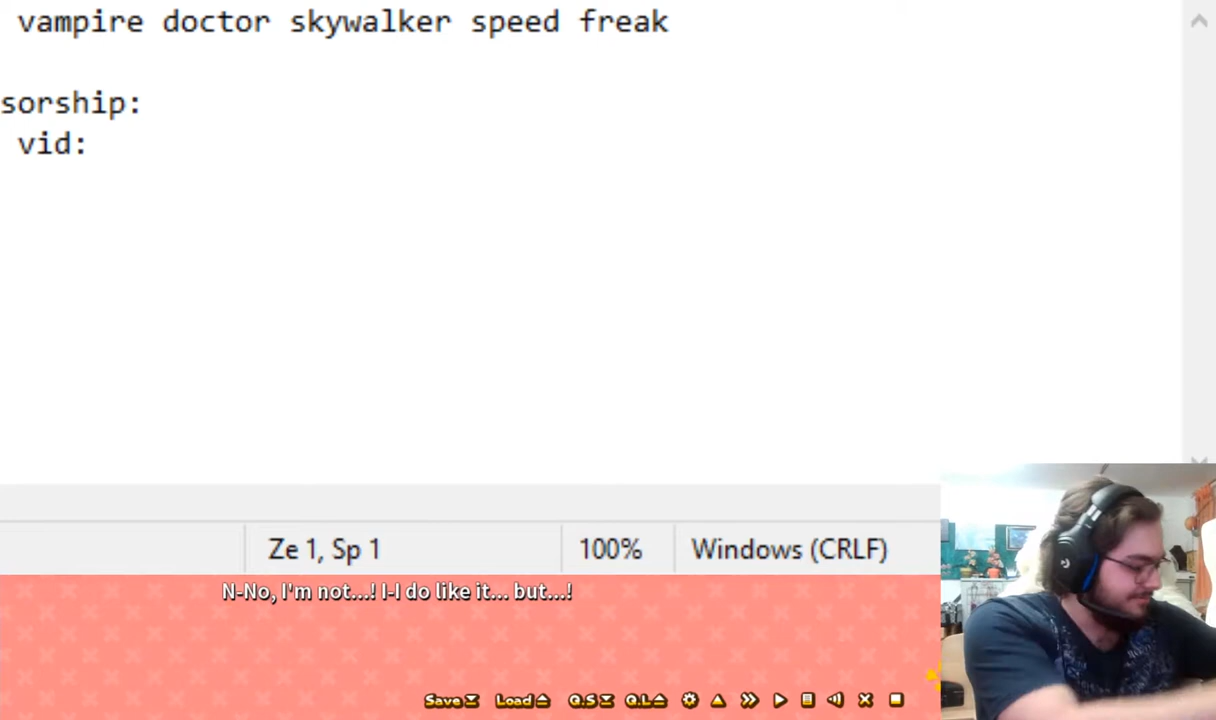 vampire doctor skywalker speed freak
sorship:
vid:
Ze 1, Sp 1
100%
Windows (CRLF)
N-No, I'm not...! I-I do like it... but...!
Save Load Q.S Q.L